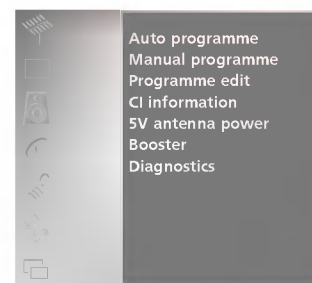 Auto programme
Manual programme
Programme edit
CI information
5V antenna power
Booster
Diagnostics